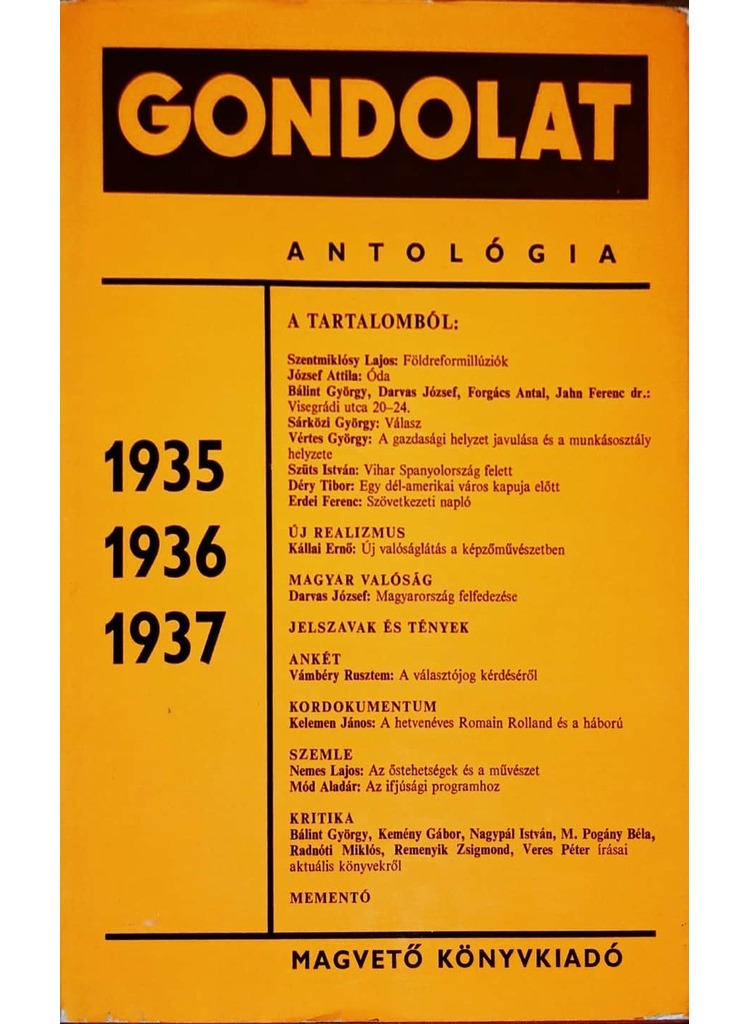 GONDOLAT
ANTOLÓGIA
1935
1936
1937
A TARTALOMBÓL:
Szentmiklósy Lajos: Földreformillúziók
József Attila: Óda
Bálint György, Darvas József, Forgács Antal, Jahn Ferenc dr.:
Visegrádi utca 20–24.
Sárközi György: Válasz
Vértes György: A gazdasági helyzet javulása és a munkásosztály
helyzete
Szüts István: Vihar Spanyolország felett
Déry Tibor: Egy dél-amerikai város kapuja előtt
Erdei Ferenc: Szövetkezeti napló
ÚJ REALIZMUS
Kállai Ernő: Új valóságlátás a képzőművészetben
MAGYAR VALÓSÁG
Darvas József: Magyarország felfedezése
JELSZAVAK ÉS TÉNYEK
ANKÉT
Vámbéry Rusztem: A választójog kérdéséről
KORDOKUMENTUM
Kelemen János: A hetvenéves Romain Rolland és a háború
SZEMLE
Nemes Lajos: Az őstehetségek és a művészet
Mód Aladár: Az ifjúsági programhoz
KRITIKA
Bálint György, Kemény Gábor, Nagypál István, M. Pogány Béla,
Radnóti Miklós, Remenyik Zsigmond, Veres Péter írásai
aktuális könyvekről
MEMENTÓ
MAGVETŐ KÖNYVKIADÓ